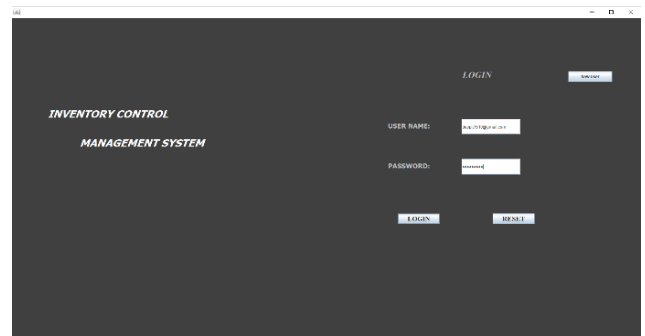 LOGIN
INVENTORY CONTROL
MANAGEMENT SYSTEM
USER NAME:
PASSWORD:
LOGIN
RESET